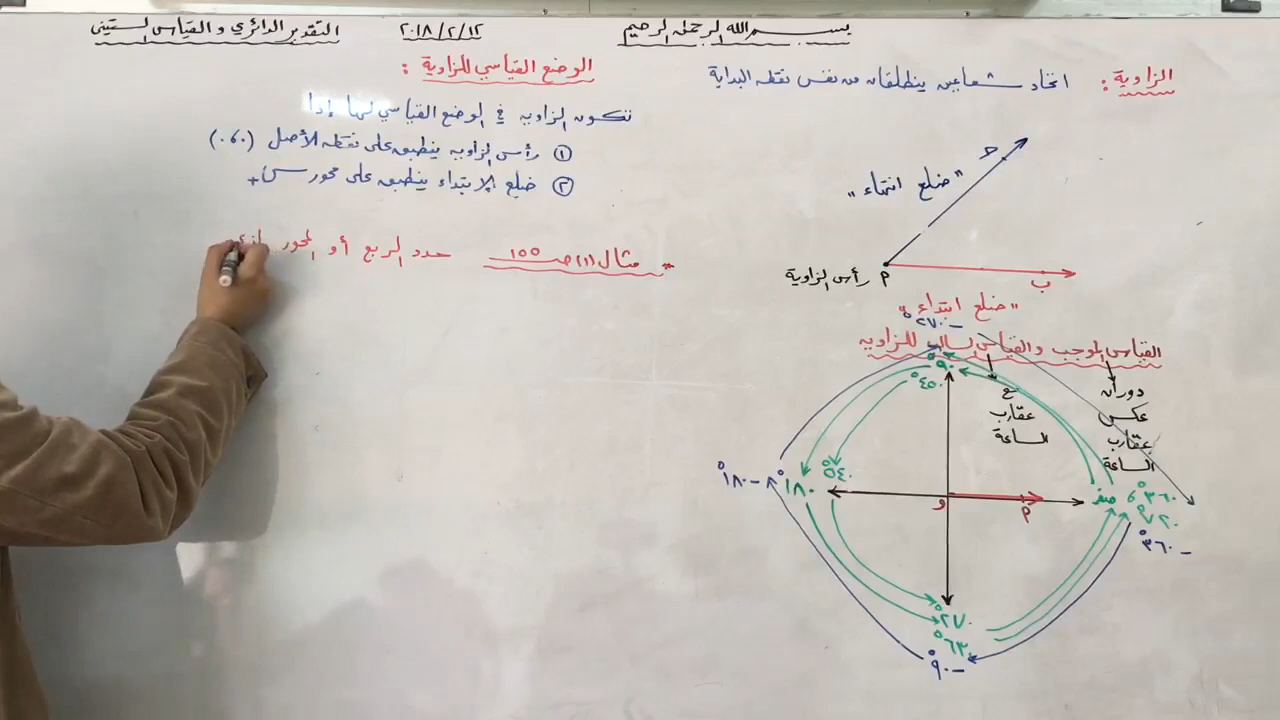 بسم الله الرحمن الرحيم
٢٠١٨/٢/١٢
التقدير الدائري و القياس الستيني
الزاوية : اتحاد شعاعين ينطلقان من نفس نقطة البداية
ج
"ضلع انتهاء"
م رأس الزاوية
ب
"ضلع ابتداء"
القياس الموجب والقياس السالب للزاوية
دوران
عكس
عقارب
الساعة
مع
عقارب
الساعة
-٢٧٠°
٩٠°
٤٥٠°
٥٤٠°
١٨٠°
-١٨٠°
صفر ، ٣٦٠°
٧٢٠°
-٣٦٠°
و
م
٢٧٠°
٦٣٠°
-٩٠°
الوضع القياسي للزاوية :
تكون الزاوية في الوضع القياسي لها إذا
① رأس الزاوية ينطبق على نقطة الأصل (٠،٠)
② ضلع الابتداء ينطبق على محور س+
* مثال (١) ص ١٥٥ حدد الربع أو المحور